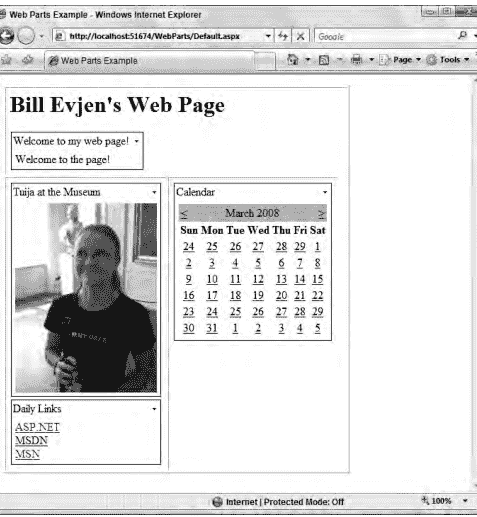 Web Parts Example - Windows Internet Explorer
http://localhost:51674/WebParts/Default.aspx
Google
Web Parts Example
Page
Tools
Bill Evjen's Web Page
Welcome to my web page!
Welcome to the page!
Tuija at the Museum
Calendar
< March 2008 >
Sun Mon Tue Wed Thu Fri Sat
24 25 26 27 28 29 1
2 3 4 5 6 7 8
9 10 11 12 13 14 15
16 17 18 19 20 21 22
23 24 25 26 27 28 29
30 31 1 2 3 4 5
Daily Links
ASP.NET
MSDN
MSN
Internet | Protected Mode: Off
100%